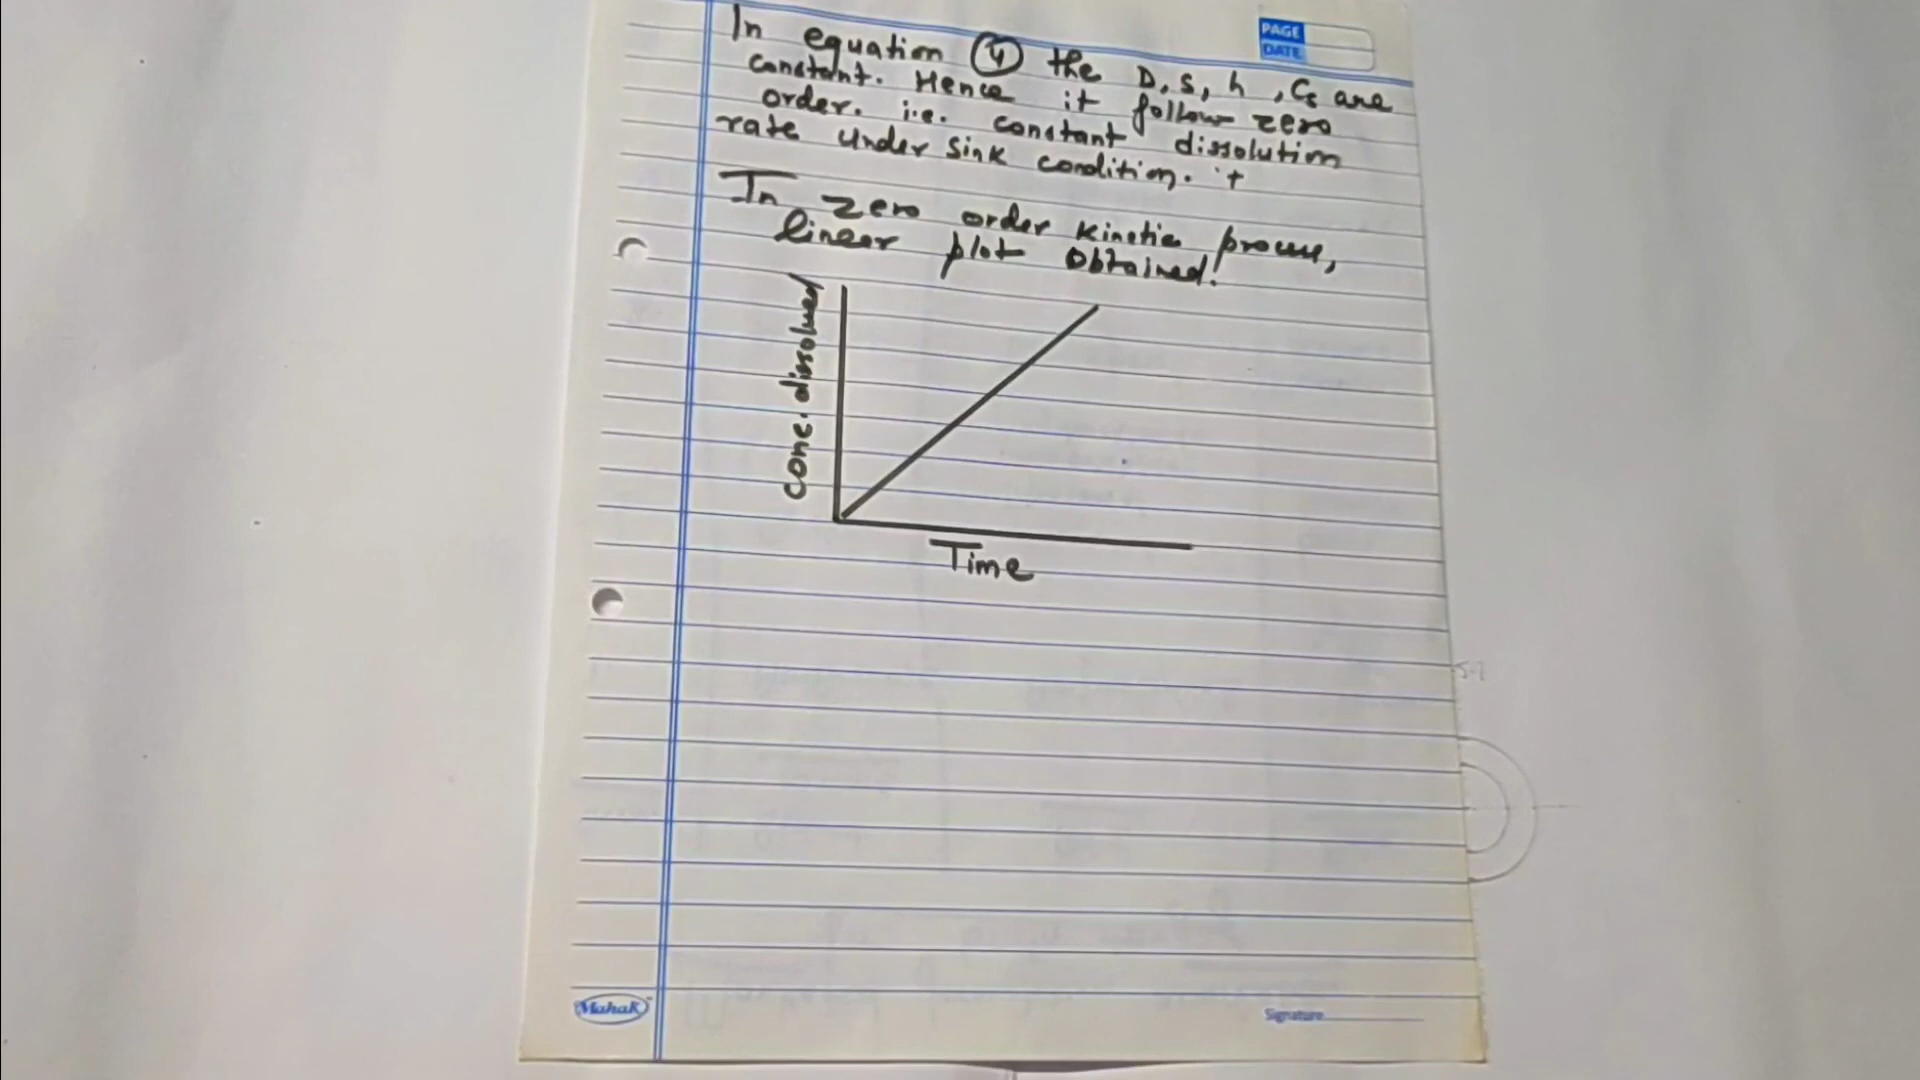 PAGE
DATE
In equation ④ the D, S, h, Cs are
constant. Hence it follow zero
order. i.e. constant dissolution
rate under sink condition. it
In zero order kinetic process,
linear plot obtained.
conc. dissolved
Time
Mahak
Signature